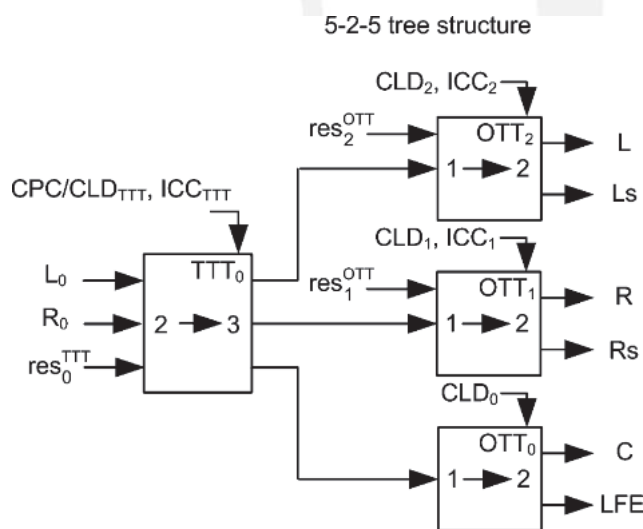 5-2-5 tree structure
CLD₂, ICC₂
res₂^OTT
OTT₂
1 → 2
L
Ls
CPC/CLD_TTT, ICC_TTT
TTT₀
L₀
R₀
res₀^TTT
2 → 3
CLD₁, ICC₁
res₁^OTT
OTT₁
1 → 2
R
Rs
CLD₀
OTT₀
1 → 2
C
LFE